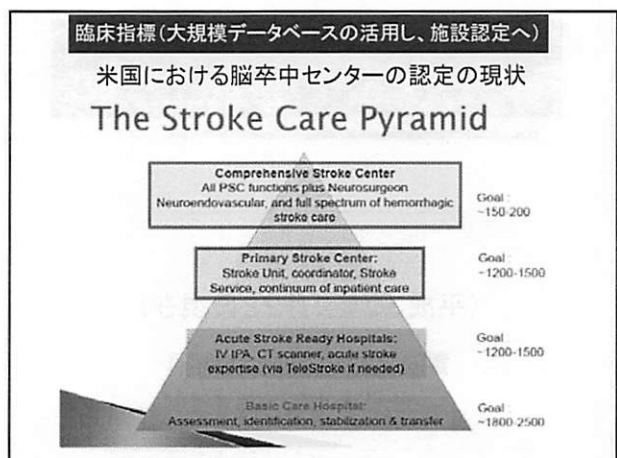 臨床指標(大規模データベースの活用し、施設認定へ)
米国における脳卒中センターの認定の現状
The Stroke Care Pyramid
Comprehensive Stroke Center
All PSC functions plus Neurosurgeon
Neuroendovascular, and full spectrum of hemorrhagic
stroke care
Goal :
~150-200
Primary Stroke Center:
Stroke Unit, coordinator, Stroke
Service, continuum of inpatient care
Goal :
~1200-1500
Acute Stroke Ready Hospitals:
IV tPA, CT scanner, acute stroke
expertise (via TeleStroke if needed)
Goal :
~1200-1500
Basic Care Hospital:
Assessment, identification, stabilization & transfer
Goal :
~1800-2500